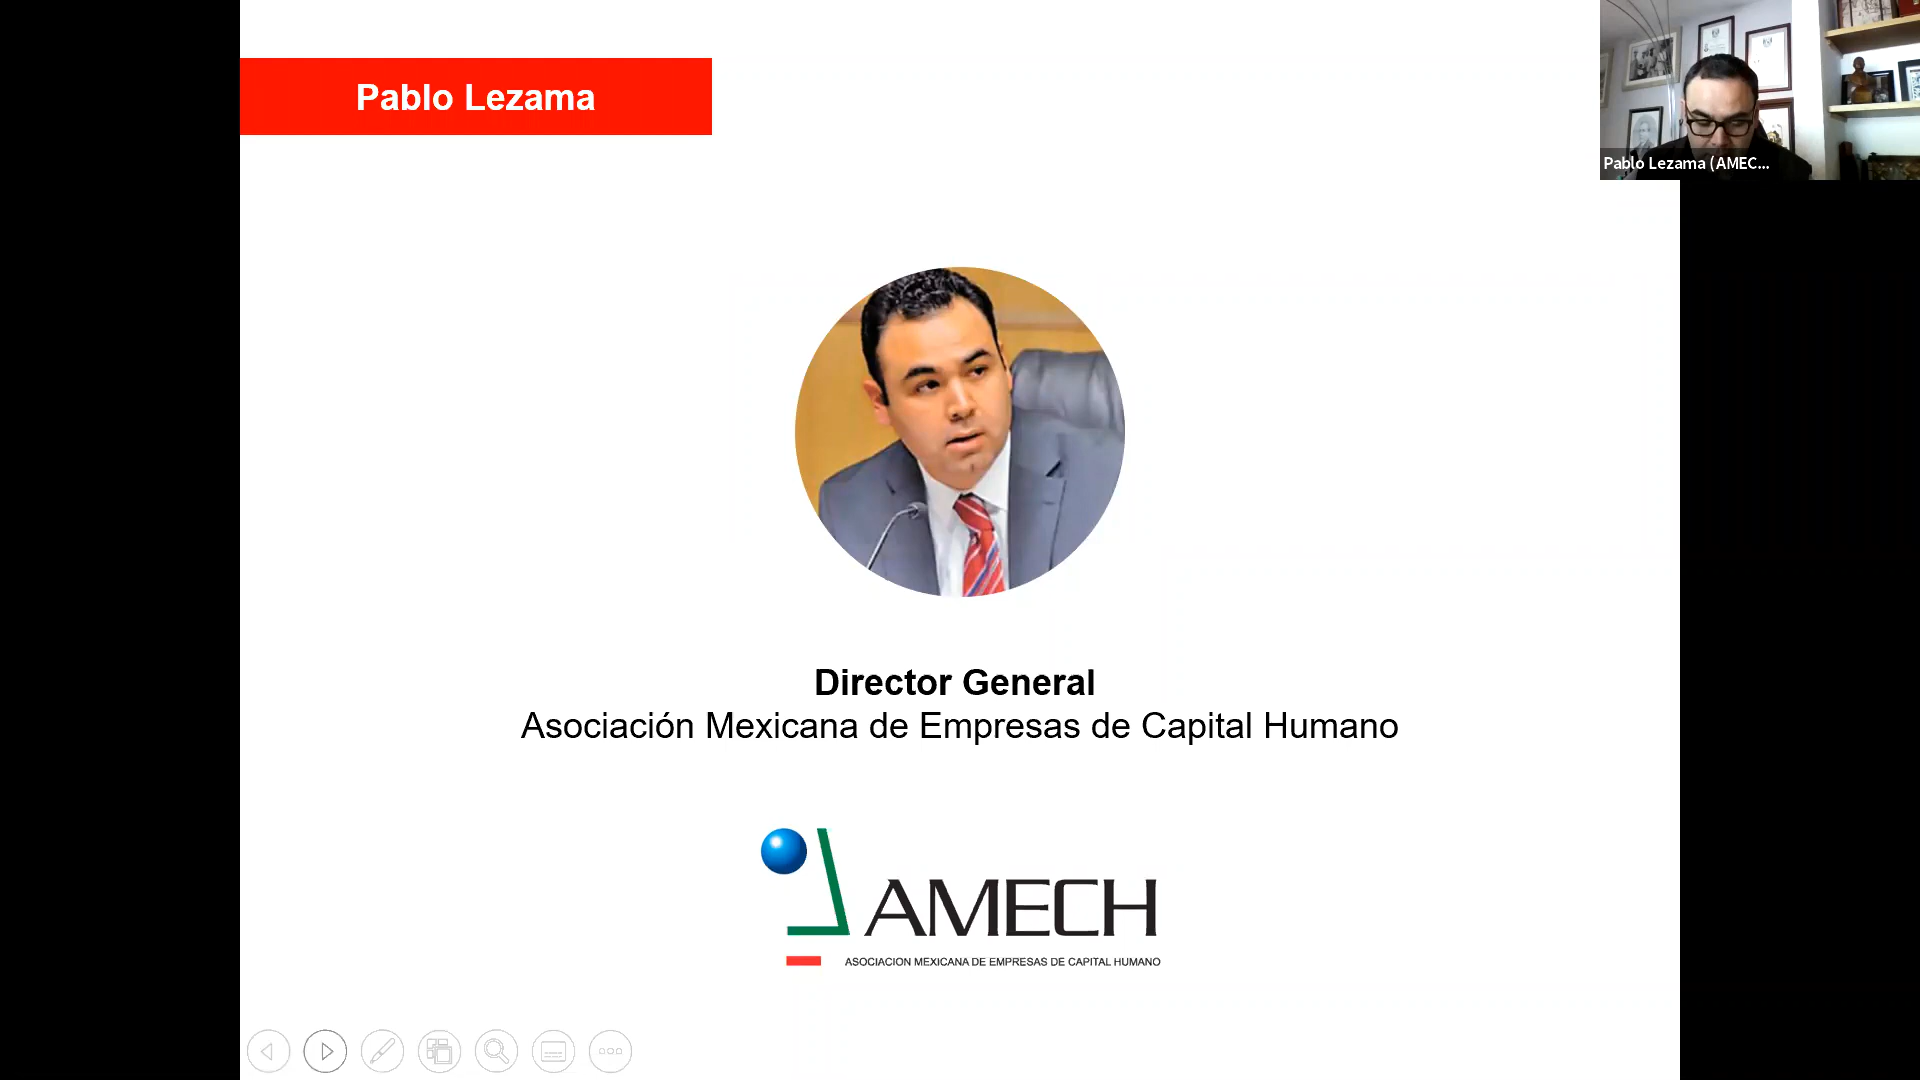 Pablo Lezama
Pablo Lezama (AMEC...
Director General
Asociación Mexicana de Empresas de Capital Humano
AMECH
ASOCIACION MEXICANA DE EMPRESAS DE CAPITAL HUMANO